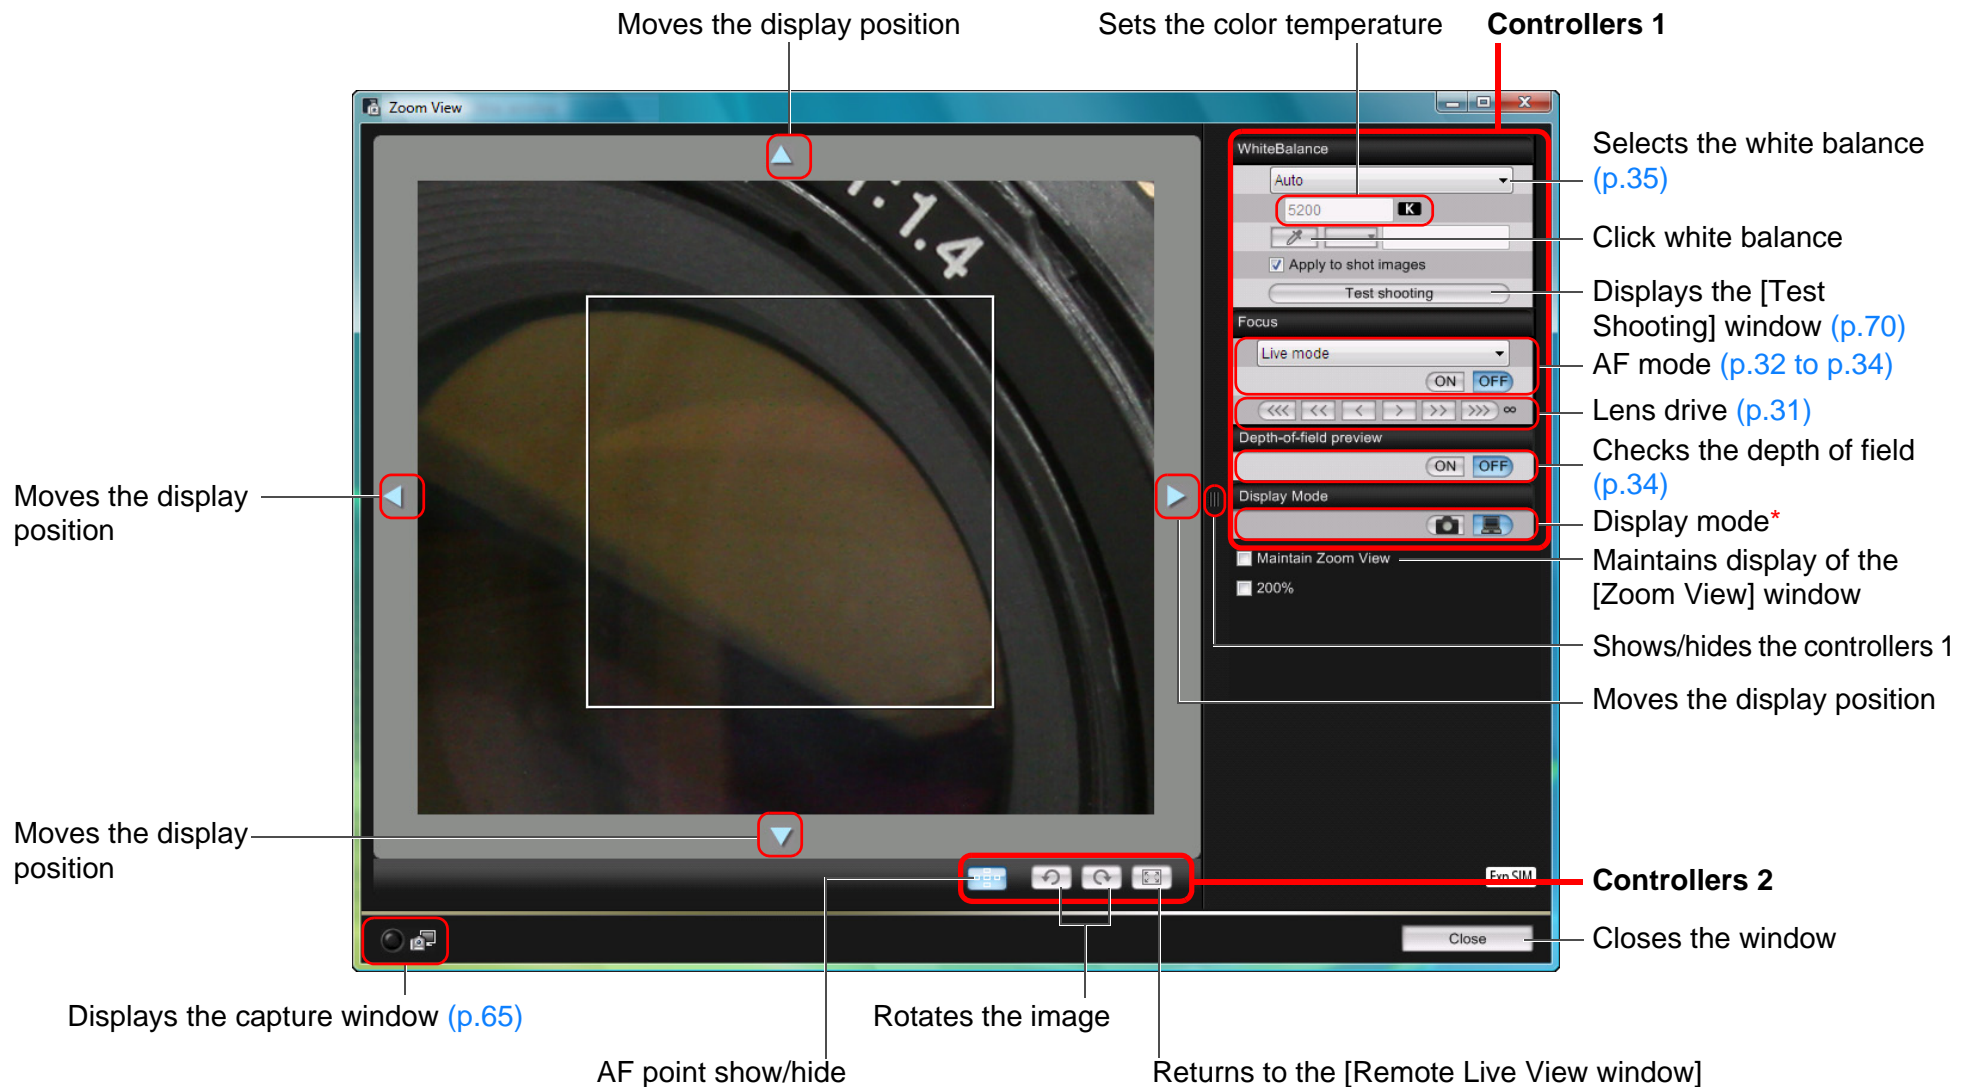 Moves the display position
Sets the color temperature
Controllers 1
Zoom View
WhiteBalance
Auto
5200
K
Apply to shot images
Test shooting
Focus
Live mode
ON OFF
<<< << < > >> >>> ∞
Depth-of-field preview
ON OFF
Display Mode
Maintain Zoom View
200%
1:1.4
Selects the white balance
(p.35)
Click white balance
Displays the [Test
Shooting] window (p.70)
AF mode (p.32 to p.34)
Lens drive (p.31)
Checks the depth of field
(p.34)
Display mode*
Maintains display of the
[Zoom View] window
Shows/hides the controllers 1
Moves the display position
Moves the display
position
Moves the display
position
Exp.SIM
Controllers 2
Close
Closes the window
Displays the capture window (p.65)
Rotates the image
AF point show/hide
Returns to the [Remote Live View window]